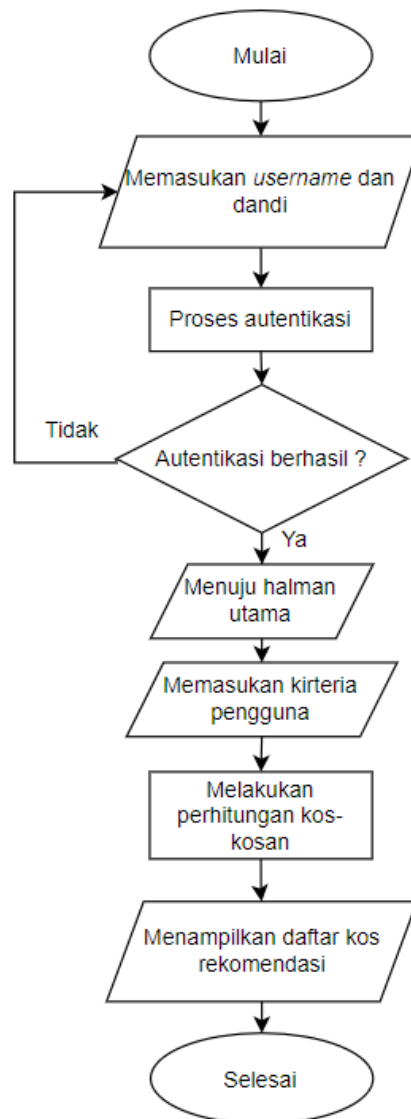 Mulai
Memasukan username dan
dandi
Proses autentikasi
Tidak
Autentikasi berhasil ?
Ya
Menuju halman
utama
Memasukan kirteria
pengguna
Melakukan
perhitungan kos-
kosan
Menampilkan daftar kos
rekomendasi
Selesai